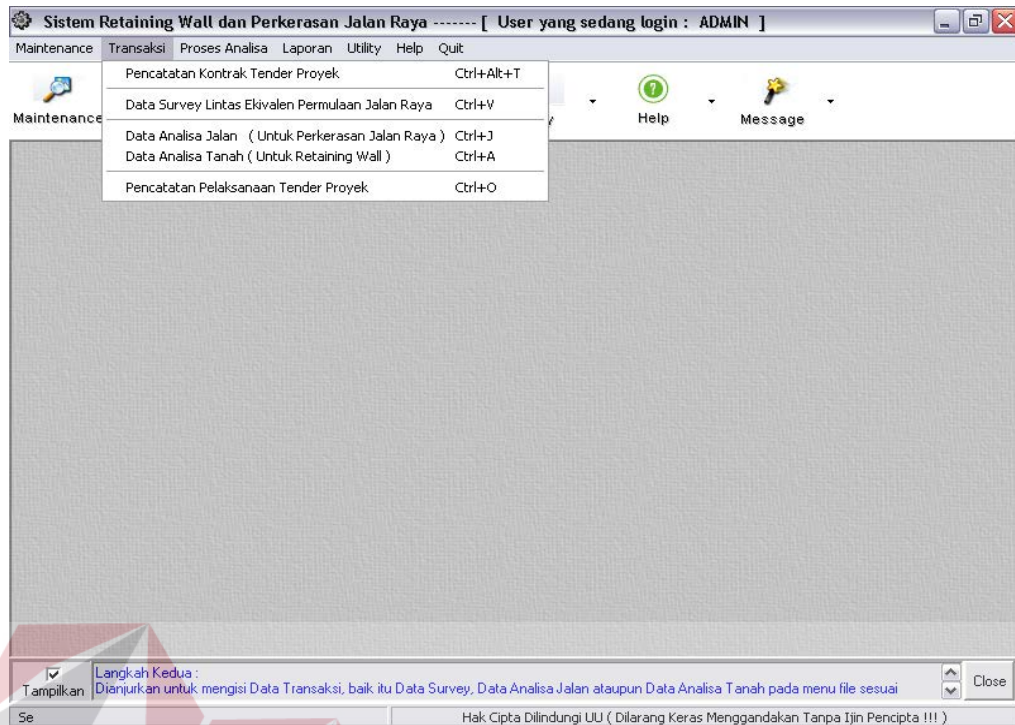 Sistem Retaining Wall dan Perkerasan Jalan Raya ------- [ User yang sedang login : ADMIN ]
Maintenance Transaksi Proses Analisa Laporan Utility Help Quit
Pencatatan Kontrak Tender Proyek Ctrl+Alt+T
Data Survey Lintas Ekivalen Permulaan Jalan Raya Ctrl+V
Data Analisa Jalan ( Untuk Perkerasan Jalan Raya ) Ctrl+J
Data Analisa Tanah ( Untuk Retaining Wall ) Ctrl+A
Pencatatan Pelaksanaan Tender Proyek Ctrl+O
Maintenance Help Message
Langkah Kedua :
Tampilkan Dianjurkan untuk mengisi Data Transaksi, baik itu Data Survey, Data Analisa Jalan ataupun Data Analisa Tanah pada menu file sesuai Close
Se Hak Cipta Dilindungi UU ( Dilarang Keras Menggandakan Tanpa Ijin Pencipta !!! )